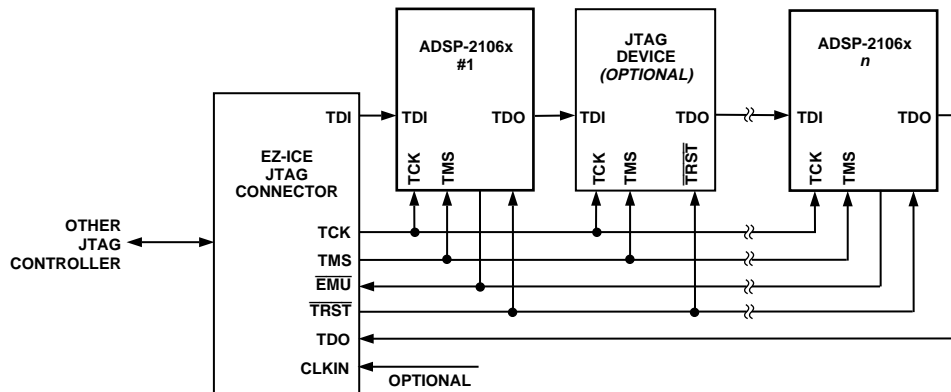 ADSP-2106x
#1
TDI
TDO
TCK
TMS
JTAG
DEVICE
(OPTIONAL)
TDI
TDO
TCK
TMS
TRST
ADSP-2106x
n
TDI
TDO
TCK
TMS
EZ-ICE
JTAG
CONNECTOR
TDI
TCK
TMS
EMU
TRST
TDO
CLKIN
OTHER
JTAG
CONTROLLER
OPTIONAL